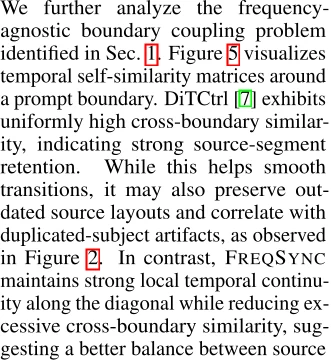 We further analyze the frequency-
agnostic boundary coupling problem
identified in Sec. 1. Figure 5 visualizes
temporal self-similarity matrices around
a prompt boundary. DiTCtrl [7] exhibits
uniformly high cross-boundary similar-
ity, indicating strong source-segment
retention. While this helps smooth
transitions, it may also preserve out-
dated source layouts and correlate with
duplicated-subject artifacts, as observed
in Figure 2. In contrast, FREQSYNC
maintains strong local temporal continu-
ity along the diagonal while reducing ex-
cessive cross-boundary similarity, sug-
gesting a better balance between source